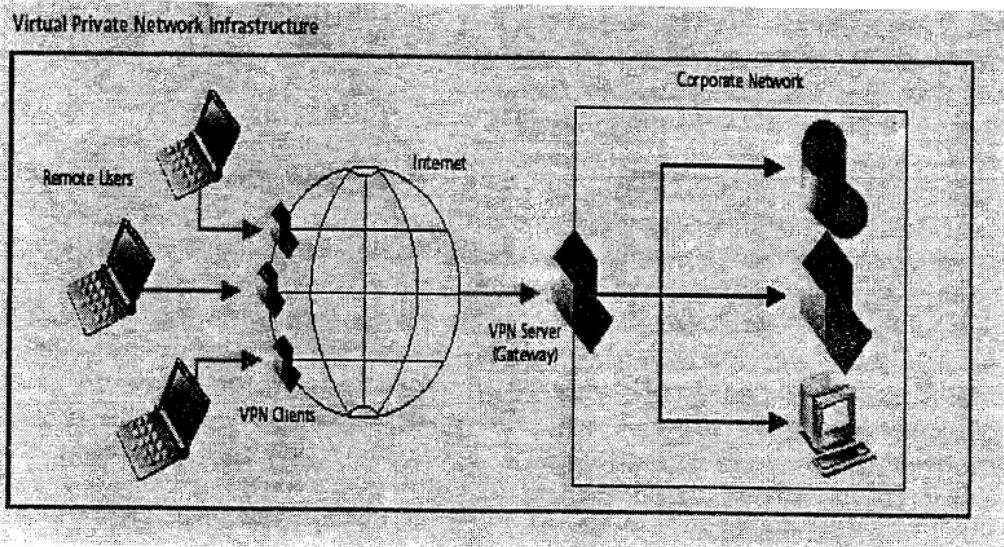 Virtual Private Network Infrastructure
Corporate Network
Internet
Remote Users
VPN Server
(Gateway)
VPN Clients